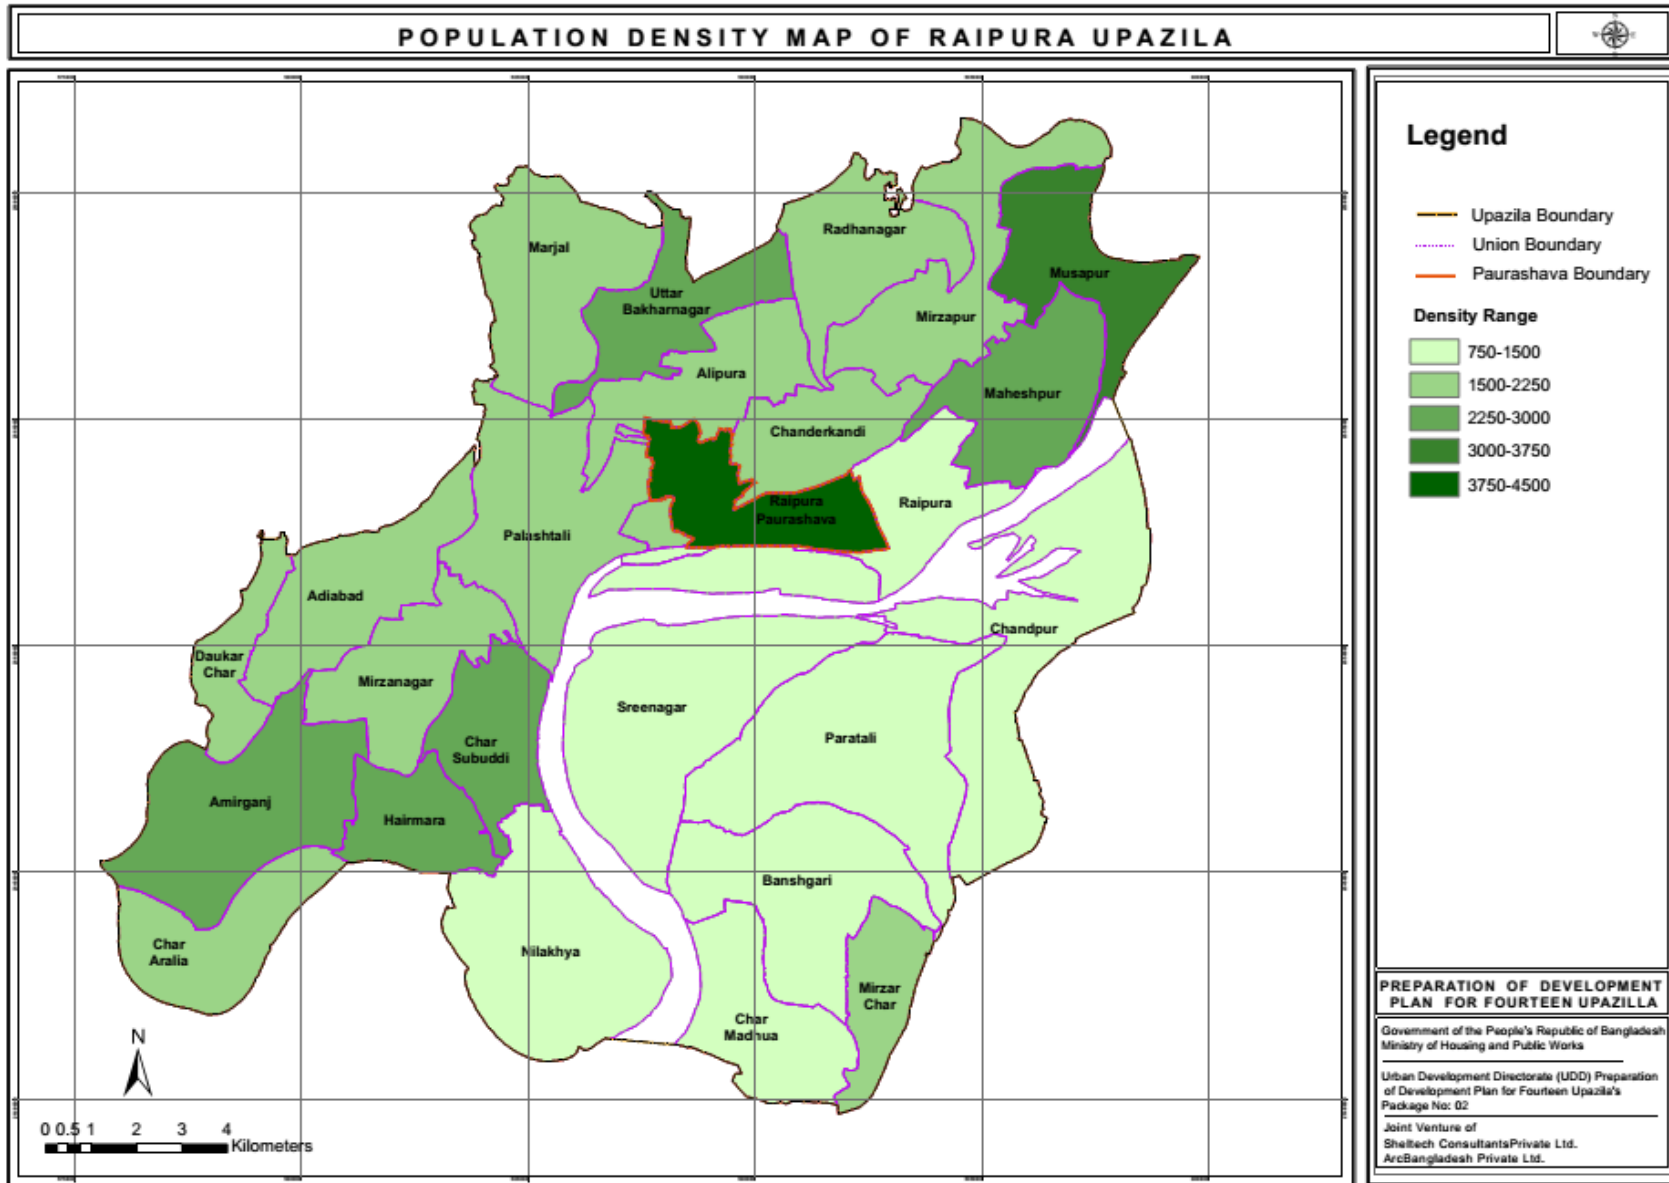 POPULATION DENSITY MAP OF RAIPURA UPAZILA
Marjal
Radhanagar
Musapur
Uttar
Bakharnagar
Mirzapur
Alipura
Maheshpur
Chanderkandi
Raipura
Paurashava
Raipura
Palashtali
Adiabad
Chandpur
Daukar
Char
Mirzanagar
Sreenagar
Paratali
Char
Subuddi
Amirganj
Hairmara
Banshgari
Nilakhya
Char
Aralia
Mirzar
Char
Char
Madhua
N
0 0.5 1 2 3 4
Kilometers
Legend
Upazila Boundary
Union Boundary
Paurashava Boundary
Density Range
750-1500
1500-2250
2250-3000
3000-3750
3750-4500
PREPARATION OF DEVELOPMENT
PLAN FOR FOURTEEN UPAZILLA
Government of the People's Republic of Bangladesh
Ministry of Housing and Public Works
Urban Development Directorate (UDD) Preparation
of Development Plan for Fourteen Upazila's
Package No: 02
Joint Venture of
Sheltech ConsultantsPrivate Ltd.
ArcBangladesh Private Ltd.